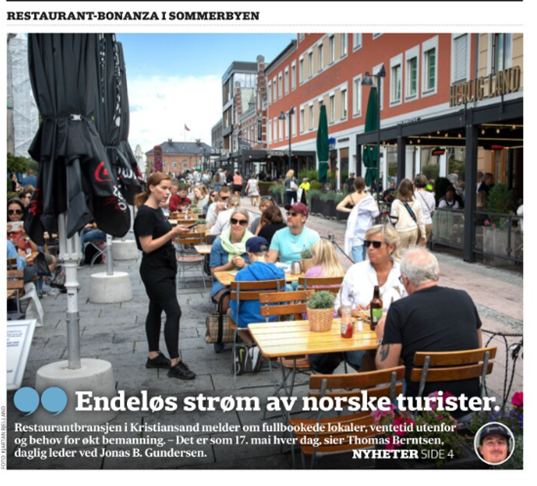 RESTAURANT-BONANZA I SOMMERBYEN
HERLIG LAND
Endeløs strøm av norske turister.
Restaurantbransjen i Kristiansand melder om fullbookede lokaler, ventetid utenfor
og behov for økt bemanning. – Det er som 17. mai hver dag, sier Thomas Berntsen,
daglig leder ved Jonas B. Gundersen.
NYHETER SIDE 4